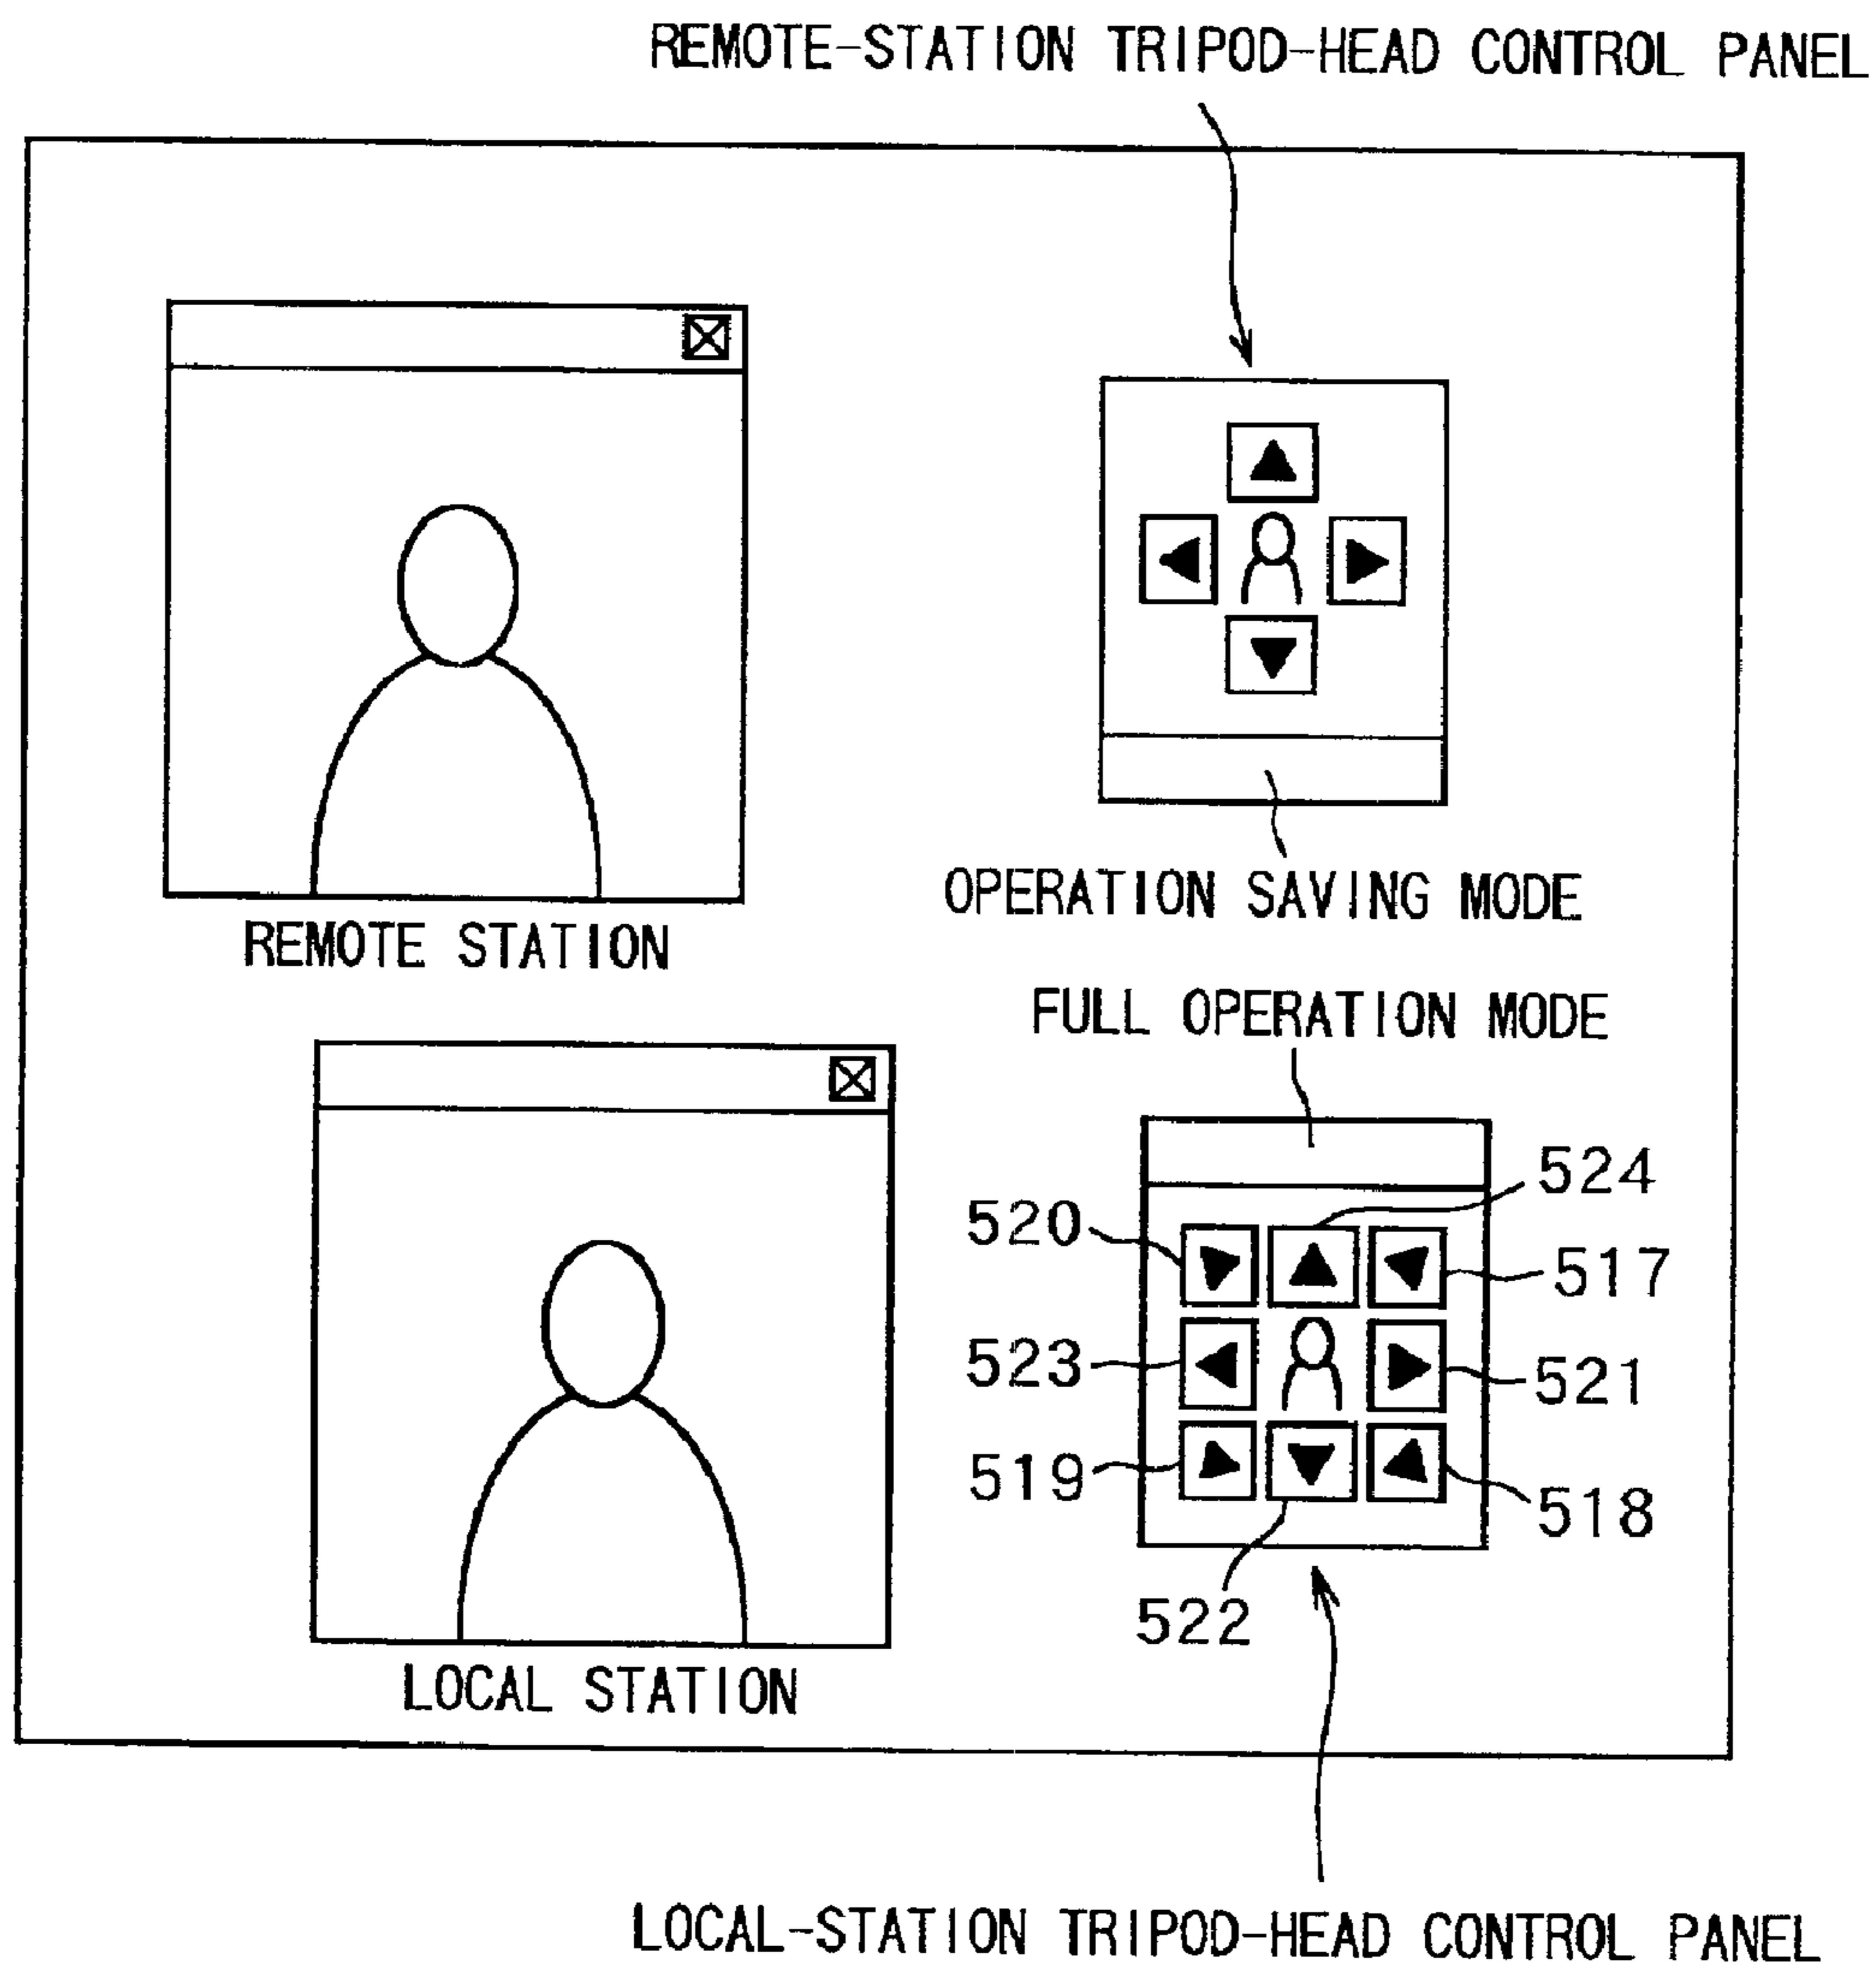 REMOTE-STATION TRIPOD-HEAD CONTROL PANEL
OPERATION SAVING MODE
REMOTE STATION
FULL OPERATION MODE
524
520
517
523
521
519
518
522
LOCAL STATION
LOCAL-STATION TRIPOD-HEAD CONTROL PANEL